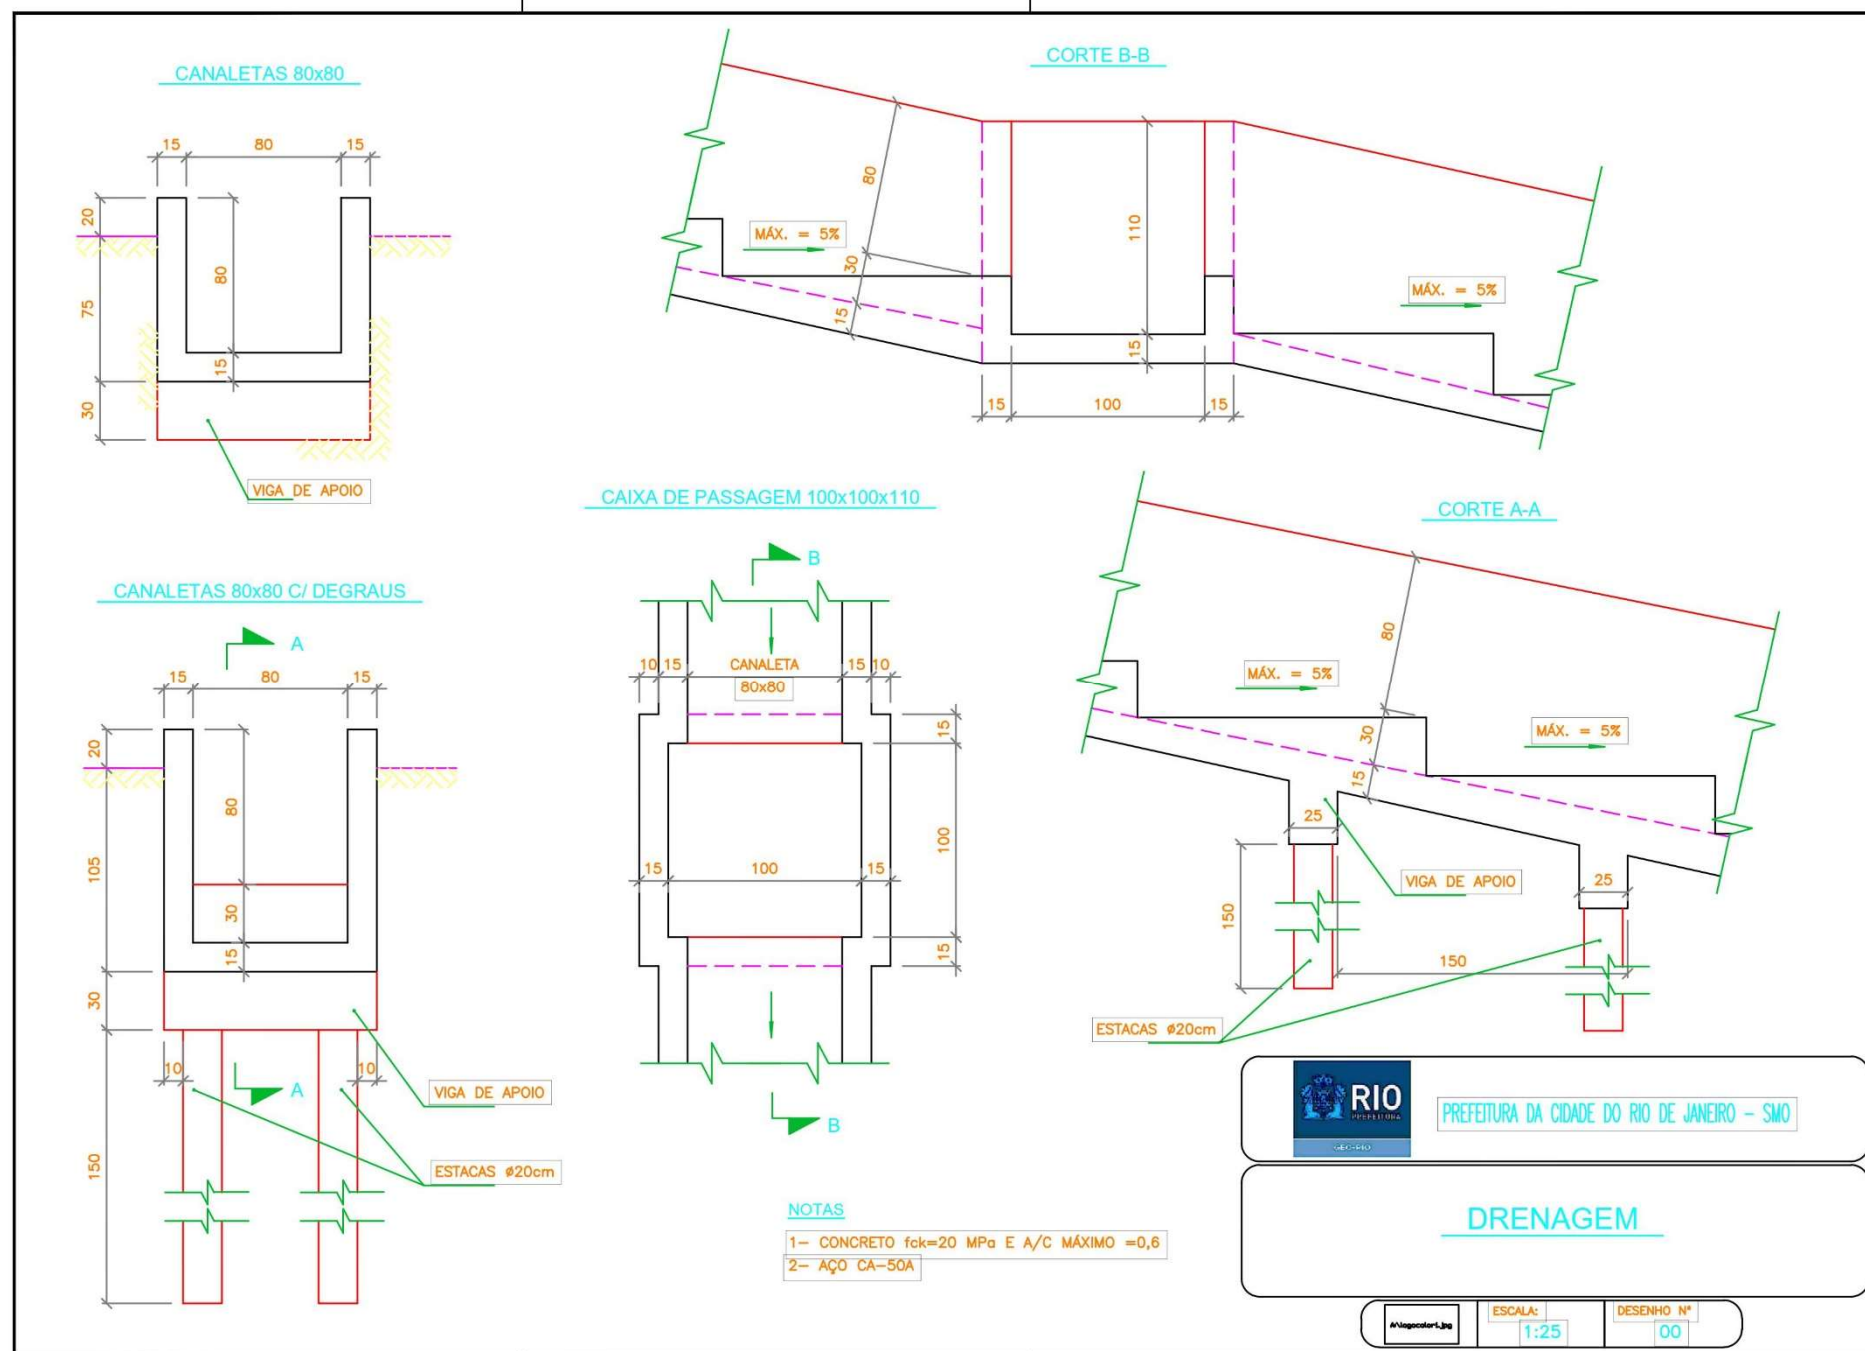 CANALETAS 80x80
15
80
15
20
80
75
15
30
VIGA DE APOIO
CORTE B-B
80
MÁX. = 5%
30
15
110
15
MÁX. = 5%
15
100
15
CANALETAS 80x80 C/ DEGRAUS
A
15
80
15
20
80
105
30
15
30
10
10
A
VIGA DE APOIO
150
ESTACAS ø20cm
CAIXA DE PASSAGEM 100x100x110
B
10
15
CANALETA
15
10
80x80
15
100
15
100
15
15
B
CORTE A-A
80
MÁX. = 5%
MÁX. = 5%
30
15
25
VIGA DE APOIO
25
150
150
ESTACAS ø20cm
NOTAS
1- CONCRETO fck=20 MPa E A/C MÁXIMO =0,6
2- AÇO CA-50A
RIO
PREFEITURA
GEO-RIO
PREFEITURA DA CIDADE DO RIO DE JANEIRO - SMO
DRENAGEM
ESCALA:
1:25
DESENHO Nº
00